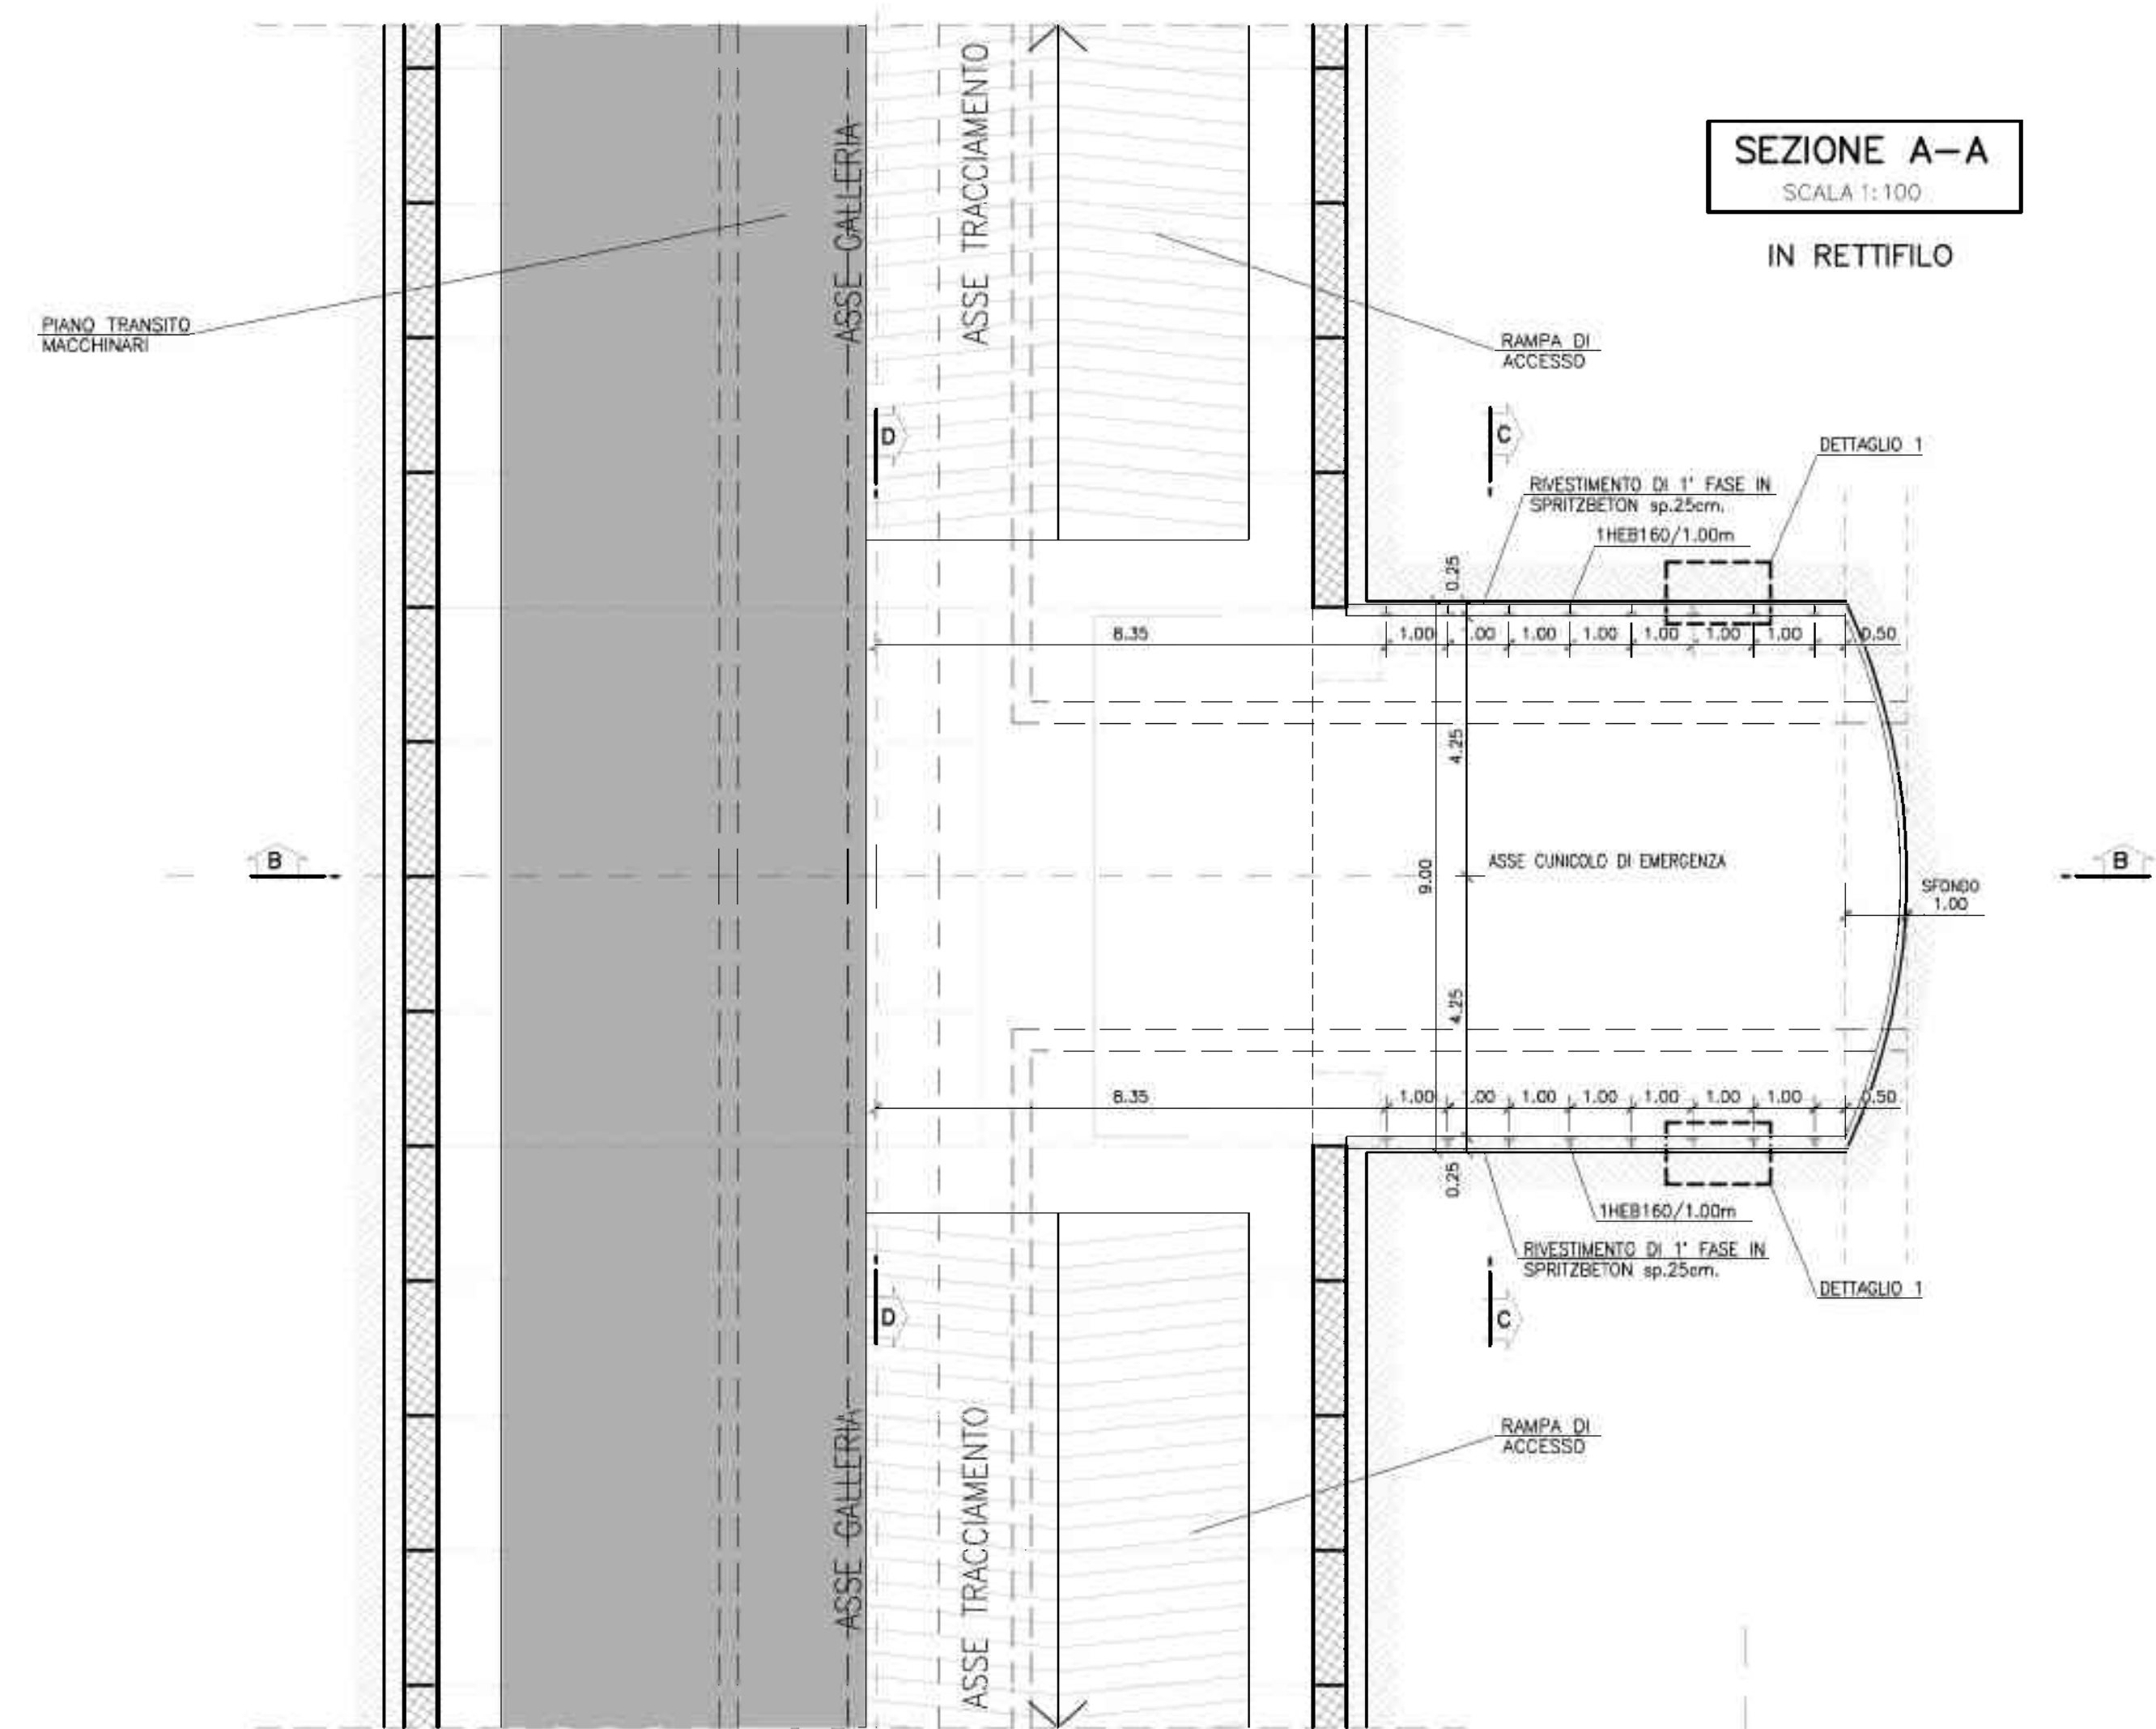 SEZIONE A-A
SCALA 1:100
IN RETTIFILO
ASSE GALLERIA
ASSE TRACCIAMENTO
PIANO TRANSITO
MACCHINARI
RAMPA DI
ACCESSO
D
C
DETTAGLIO 1
RIVESTIMENTO DI 1' FASE IN
SPRITZBETON sp.25cm.
1HEB160/1.00m
0.25
8.35
1.00
1.00
1.00
1.00
1.00
1.00
1.00
0.50
4.25
B
9.00
ASSE CUNICOLO DI EMERGENZA
SFONDO
1.00
B
4.25
8.35
1.00
1.00
1.00
1.00
1.00
1.00
1.00
0.50
0.25
1HEB160/1.00m
RIVESTIMENTO DI 1' FASE IN
SPRITZBETON sp.25cm.
DETTAGLIO 1
D
C
RAMPA DI
ACCESSO
ASSE GALLERIA
ASSE TRACCIAMENTO